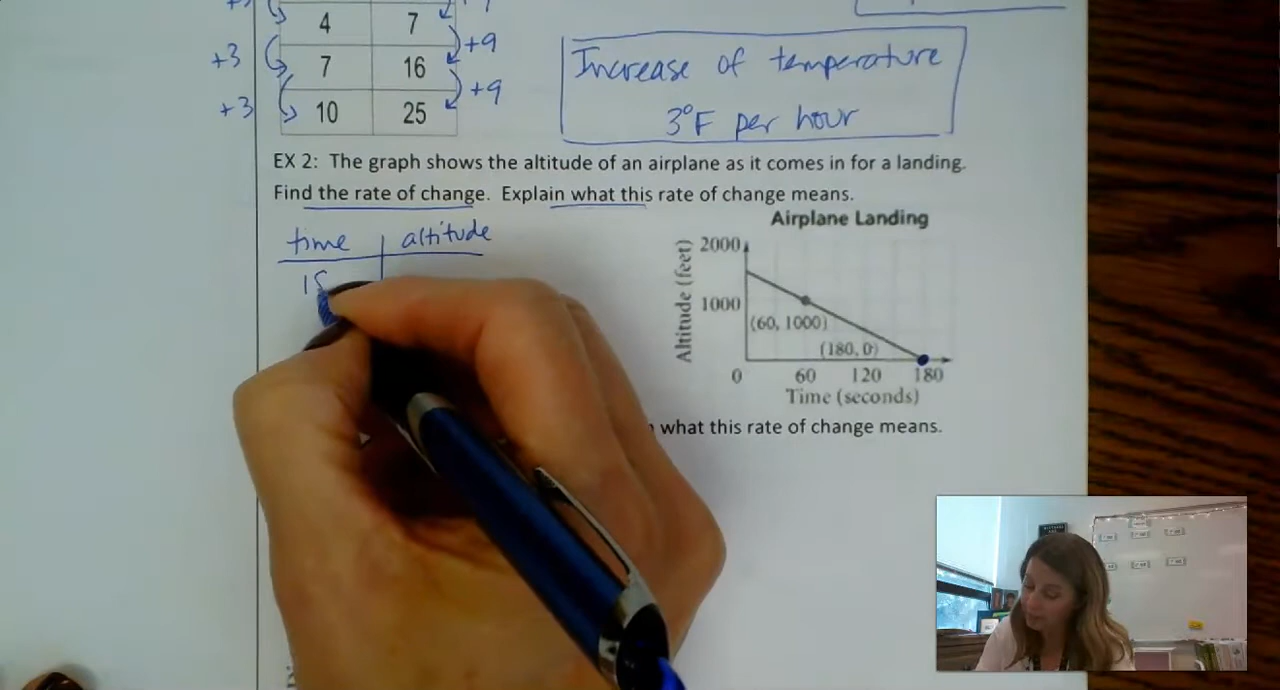 4 7
+9
+3 7 16
+9
+3 10 25
Increase of temperature
3°F per hour
EX 2: The graph shows the altitude of an airplane as it comes in for a landing.
Find the rate of change. Explain what this rate of change means.
time altitude
Airplane Landing
Altitude (feet)
2000
1000
(60, 1000)
(180, 0)
0 60 120 180
Time (seconds)
what this rate of change means.